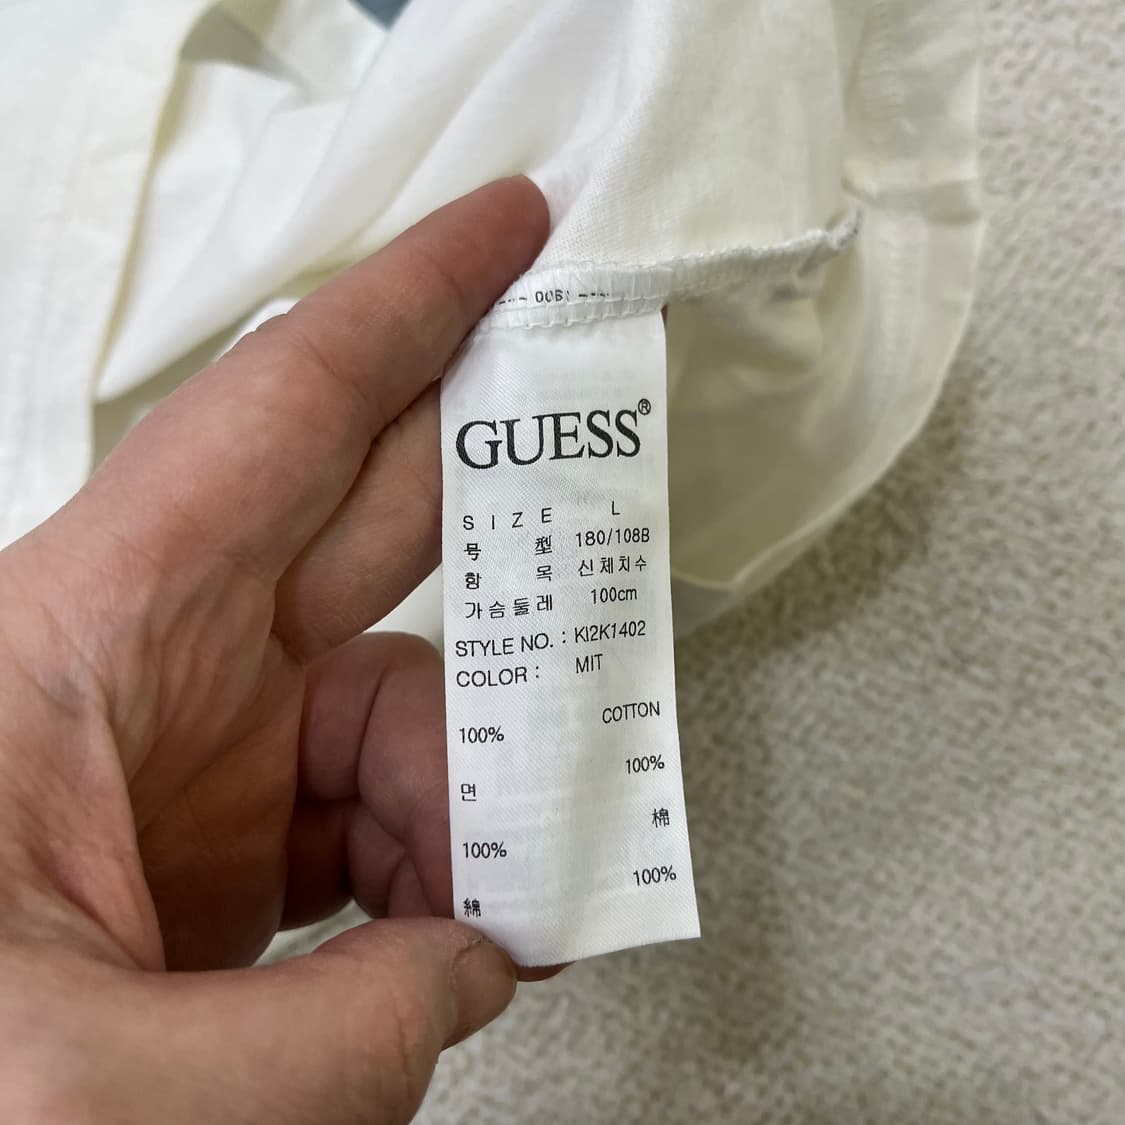 GUESS®
SIZE L
号型 180/108B
항목 신체치수
가슴둘레 100cm
STYLE NO. : KI2K1402
COLOR : MIT
COTTON
100%
100%
면
棉
100%
100%
綿